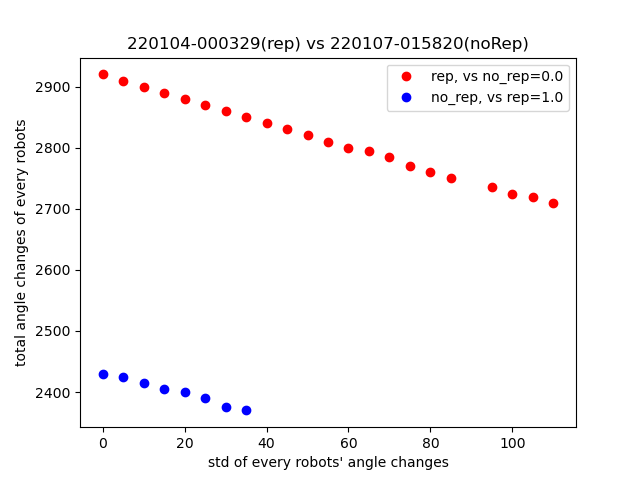 220104-000329(rep) vs 220107-015820(noRep)
rep, vs no_rep=0.0
no_rep, vs rep=1.0
total angle changes of every robots
2900
2800
2700
2600
2500
2400
0 20 40 60 80 100
std of every robots' angle changes